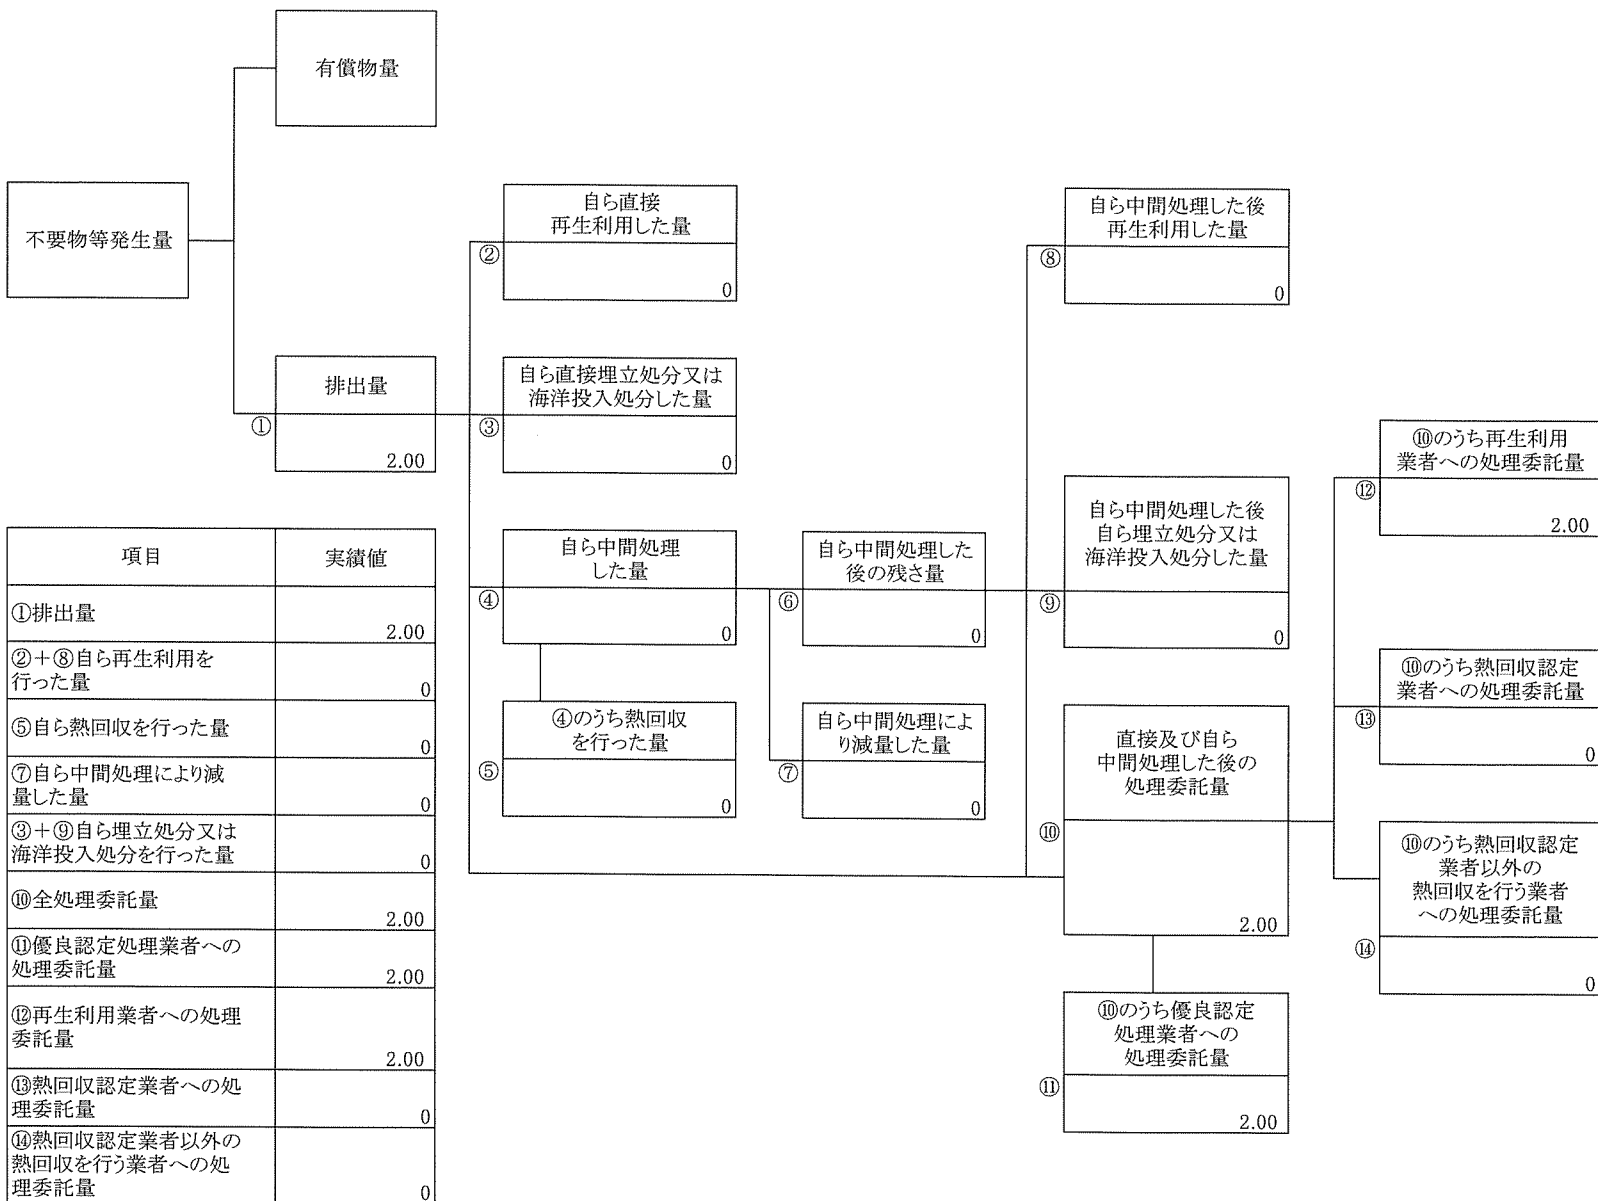 有償物量
不要物等発生量
排出量
①
2.00
自ら直接
再生利用した量
②
0
自ら直接埋立処分又は
海洋投入処分した量
③
0
自ら中間処理
した量
④
0
④のうち熱回収
を行った量
⑤
0
自ら中間処理した
後の残さ量
⑥
0
自ら中間処理によ
り減量した量
⑦
0
自ら中間処理した後
再生利用した量
⑧
0
自ら中間処理した後
自ら埋立処分又は
海洋投入処分した量
⑨
0
直接及び自ら
中間処理した後の
処理委託量
⑩
2.00
⑩のうち優良認定
処理業者への
処理委託量
⑪
2.00
⑩のうち再生利用
業者への処理委託量
⑫
2.00
⑩のうち熱回収認定
業者への処理委託量
⑬
0
⑩のうち熱回収認定
業者以外の
熱回収を行う業者
への処理委託量
⑭
0
項目 実績値
①排出量
2.00
②+⑧自ら再生利用を
行った量
0
⑤自ら熱回収を行った量
0
⑦自ら中間処理により減
量した量
0
③+⑨自ら埋立処分又は
海洋投入処分を行った量
0
⑩全処理委託量
2.00
⑪優良認定処理業者への
処理委託量
2.00
⑫再生利用業者への処理
委託量
2.00
⑬熱回収認定業者への処
理委託量
0
⑭熱回収認定業者以外の
熱回収を行う業者への処
理委託量
0